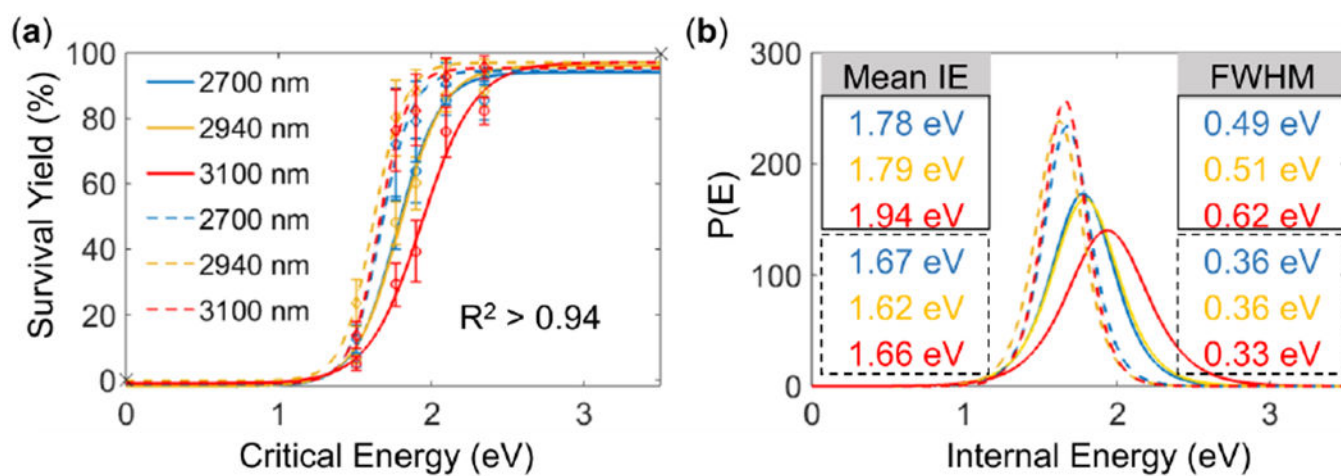 (a)
100
80
60
40
20
0
Survival Yield (%)
2700 nm
2940 nm
3100 nm
2700 nm
2940 nm
3100 nm
R² > 0.94
0 1 2 3
Critical Energy (eV)
(b)
300
200
100
0
P(E)
Mean IE FWHM
1.78 eV 0.49 eV
1.79 eV 0.51 eV
1.94 eV 0.62 eV
1.67 eV 0.36 eV
1.62 eV 0.36 eV
1.66 eV 0.33 eV
0 1 2 3
Internal Energy (eV)